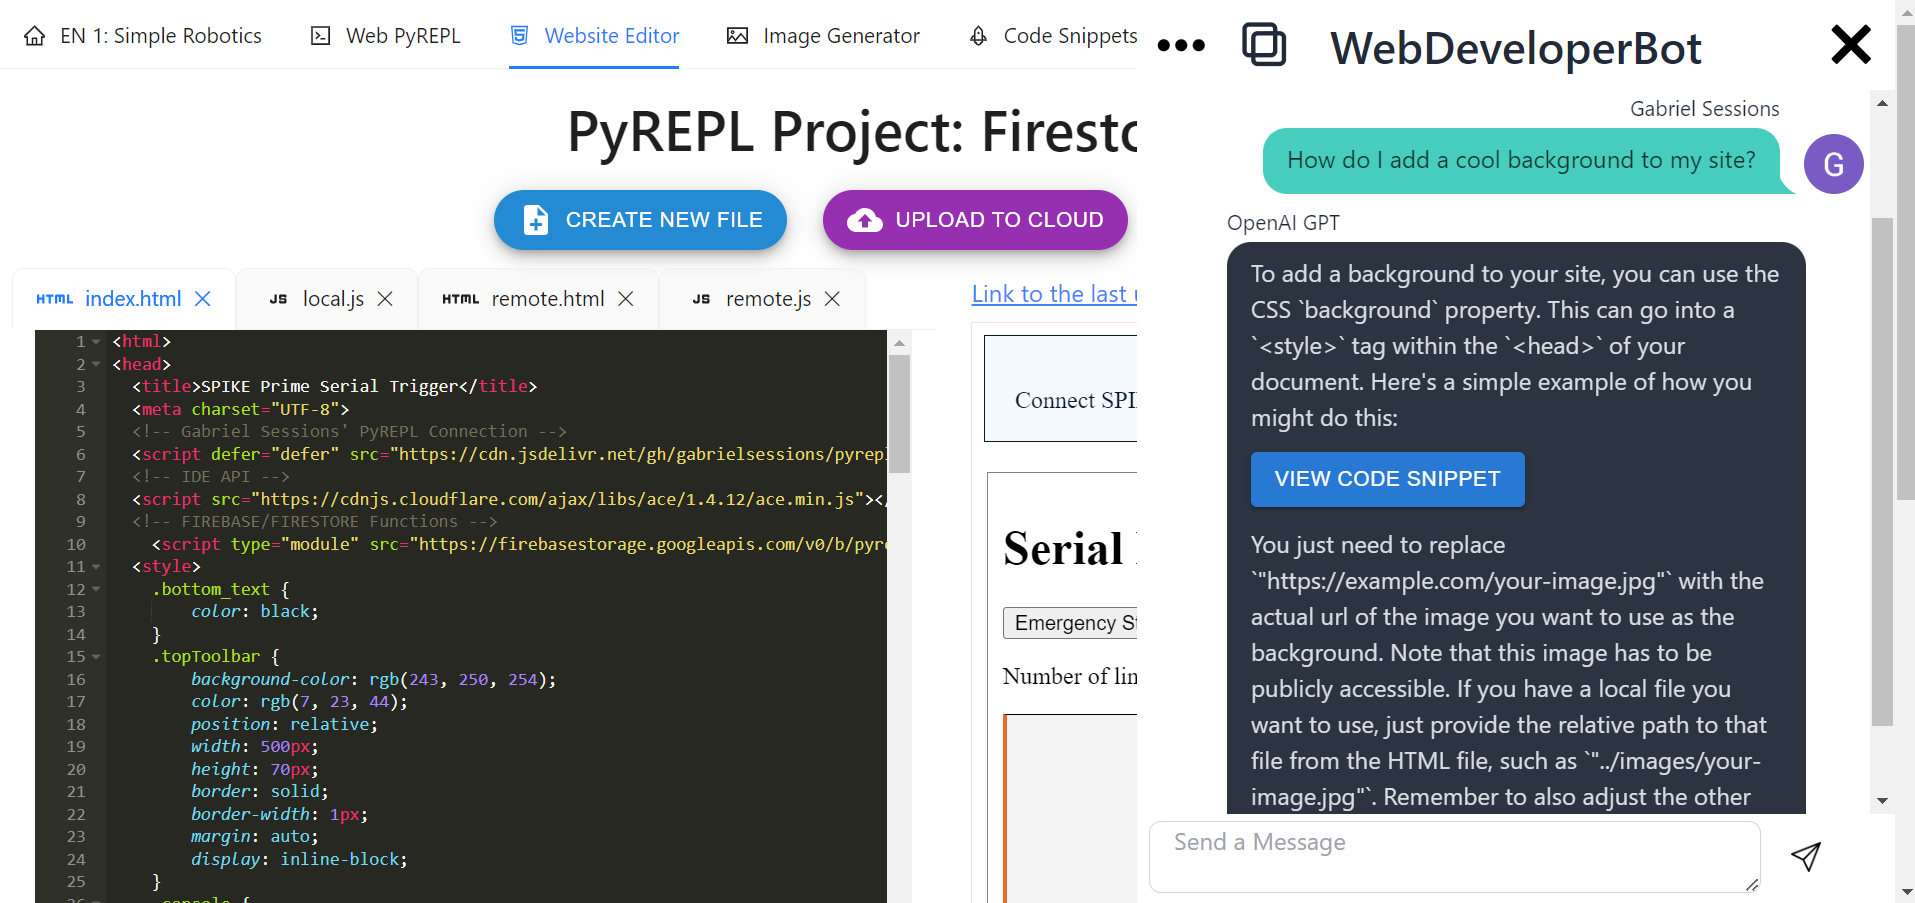 EN 1: Simple Robotics
Web PyREPL
Website Editor
Image Generator
Code Snippets
PyREPL Project: Firesto
CREATE NEW FILE
UPLOAD TO CLOUD
HTML index.html
JS local.js
HTML remote.html
JS remote.js
1 <html>
2 <head>
3 <title>SPIKE Prime Serial Trigger</title>
4 <meta charset="UTF-8">
5 <!-- Gabriel Sessions' PyREPL Connection -->
6 <script defer="defer" src="https://cdn.jsdelivr.net/gh/gabrielsessions/pyrepl
7 <!-- IDE API -->
8 <script src="https://cdnjs.cloudflare.com/ajax/libs/ace/1.4.12/ace.min.js"></
9 <!-- FIREBASE/FIRESTORE Functions -->
10 <script type="module" src="https://firebasestorage.googleapis.com/v0/b/pyre
11 <style>
12 .bottom_text {
13 color: black;
14 }
15 .topToolbar {
16 background-color: rgb(243, 250, 254);
17 color: rgb(7, 23, 44);
18 position: relative;
19 width: 500px;
20 height: 70px;
21 border: solid;
22 border-width: 1px;
23 margin: auto;
24 display: inline-block;
25 }
26 .console {
Link to the last
Connect SPI
Serial
Emergency St
Number of lin
WebDeveloperBot
Gabriel Sessions
How do I add a cool background to my site?
G
OpenAI GPT
To add a background to your site, you can use the
CSS `background` property. This can go into a
`<style>` tag within the `<head>` of your
document. Here's a simple example of how you
might do this:
VIEW CODE SNIPPET
You just need to replace
`"https://example.com/your-image.jpg"` with the
actual url of the image you want to use as the
background. Note that this image has to be
publicly accessible. If you have a local file you
want to use, just provide the relative path to that
file from the HTML file, such as `"../images/your-
image.jpg"`. Remember to also adjust the other
Send a Message